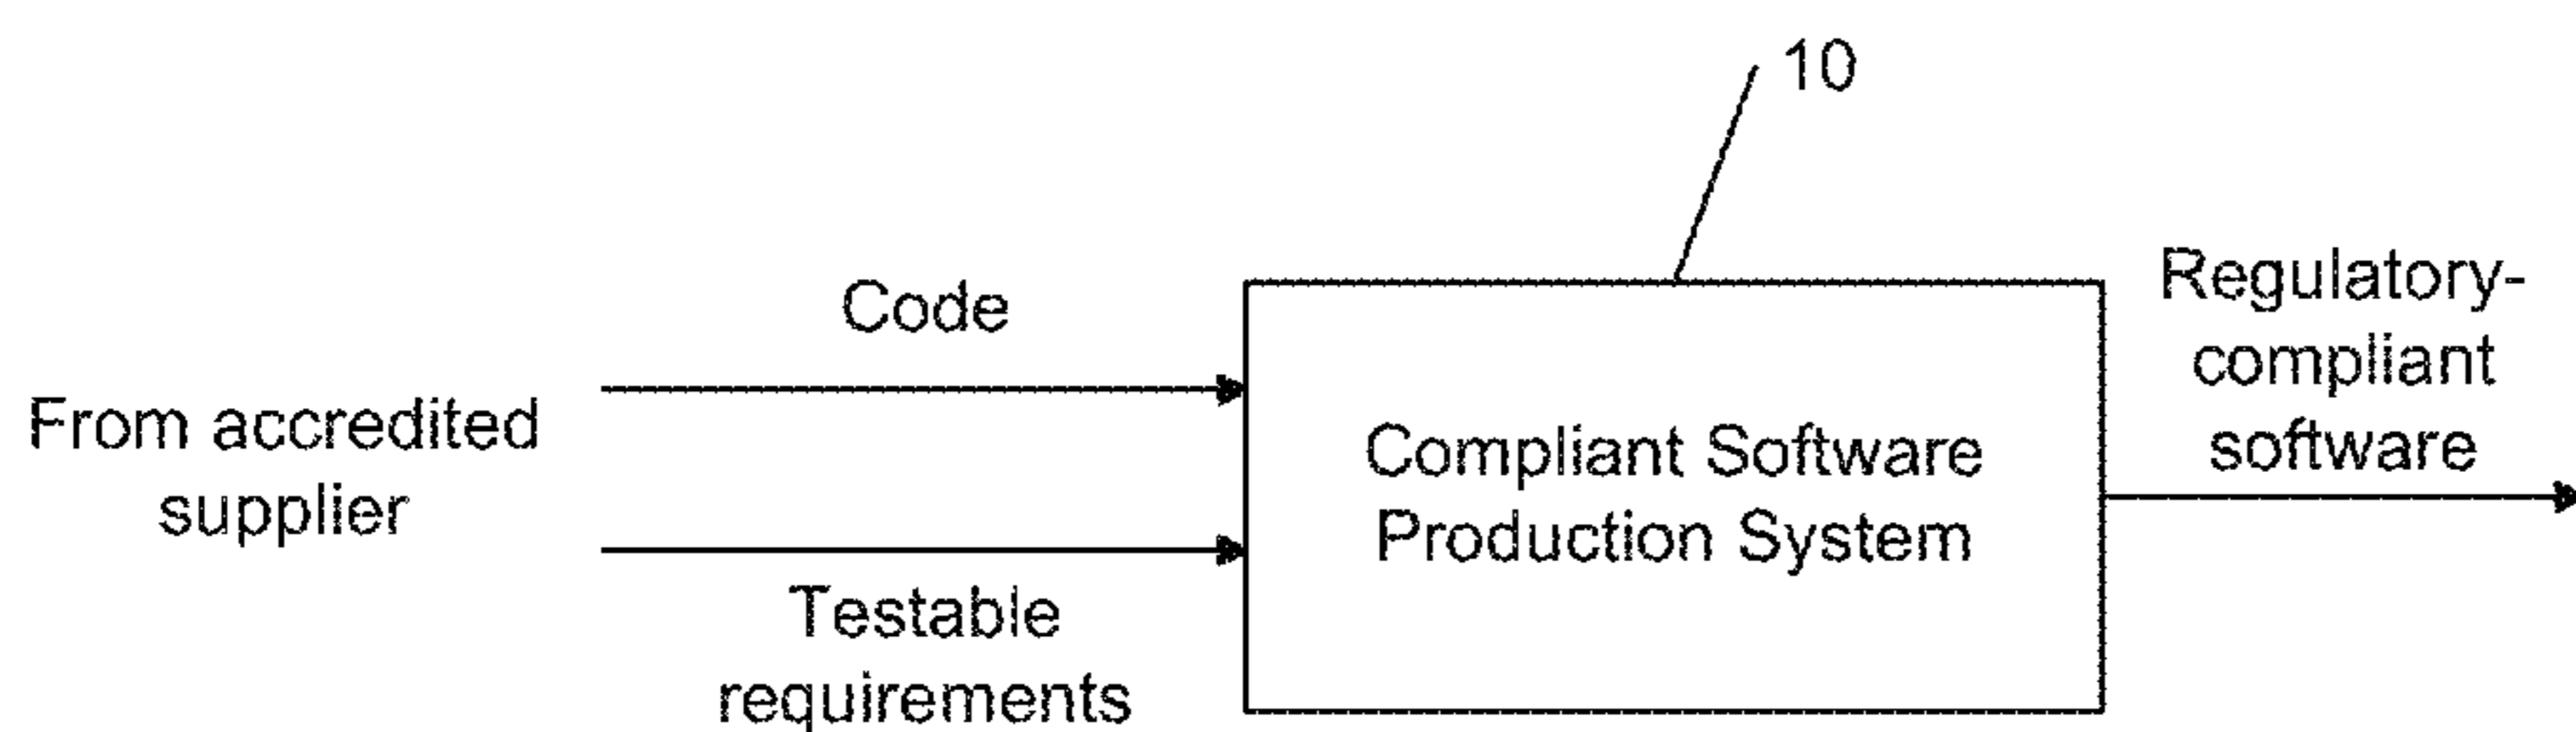 10
Code
From accredited
supplier
Testable
requirements
Compliant Software
Production System
Regulatory-
compliant
software